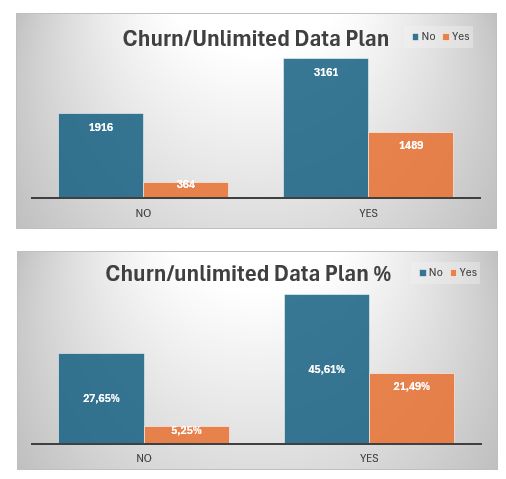 Churn/Unlimited Data Plan
No Yes
3161
1916
1489
364
NO YES
Churn/unlimited Data Plan %
No Yes
45,61%
27,65%
21,49%
5,25%
NO YES